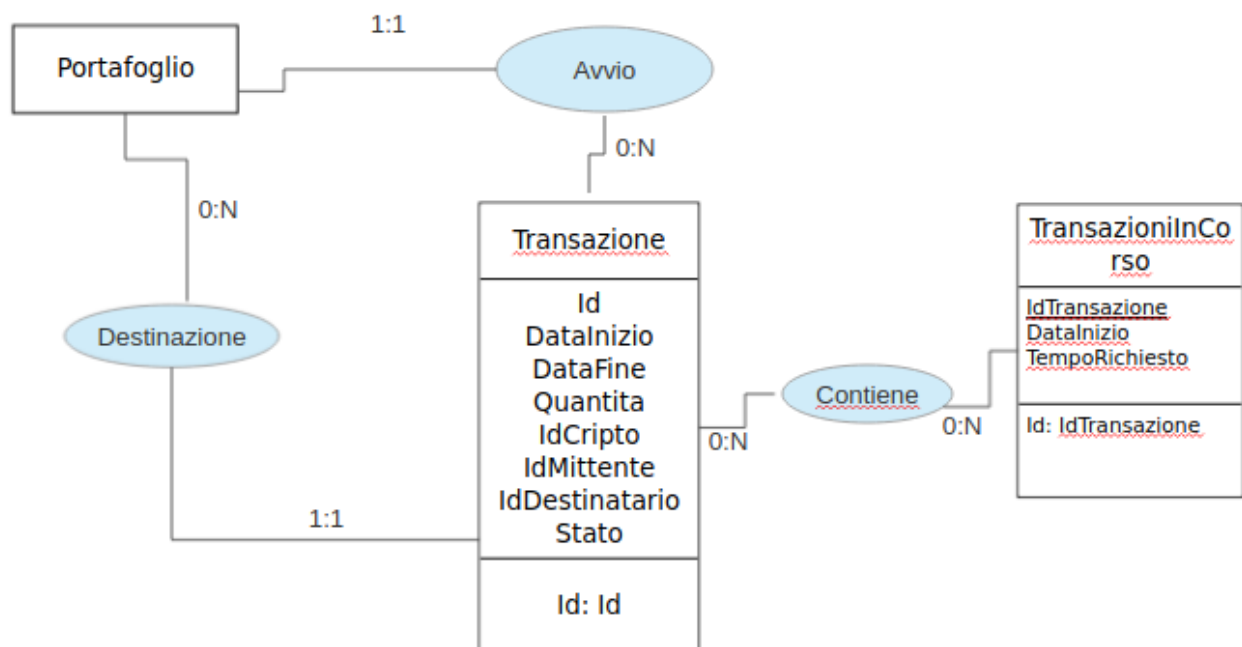 1:1
Portafoglio
Avvio
0:N
0:N
Transazione
Id
DataInizio
DataFine
Quantita
IdCripto
IdMittente
IdDestinatario
Stato
Id: Id
Destinazione
1:1
0:N
Contiene
0:N
TransazioniInCo
rso
IdTransazione
DataInizio
TempoRichiesto
Id: IdTransazione